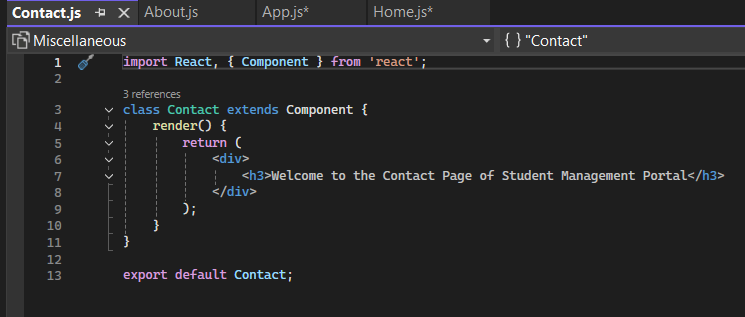 Contact.js About.js App.js* Home.js*
Miscellaneous { } "Contact"
1 import React, { Component } from 'react';
2
3 references
3 class Contact extends Component {
4 render() {
5 return (
6 <div>
7 <h3>Welcome to the Contact Page of Student Management Portal</h3>
8 </div>
9 );
10 }
11 }
12
13 export default Contact;